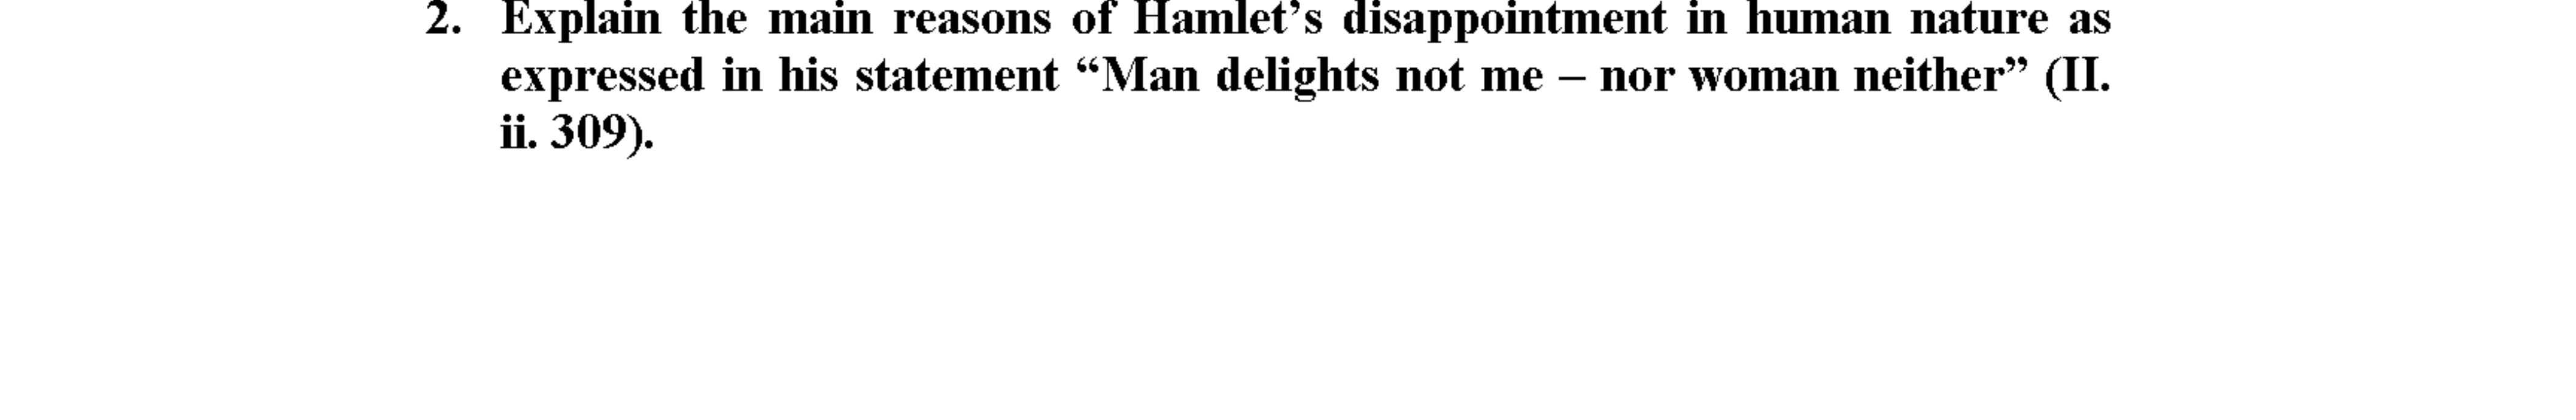 2. Explain the main reasons of Hamlet’s disappointment in human nature as
expressed in his statement “Man delights not me – nor woman neither” (II.
ii. 309).